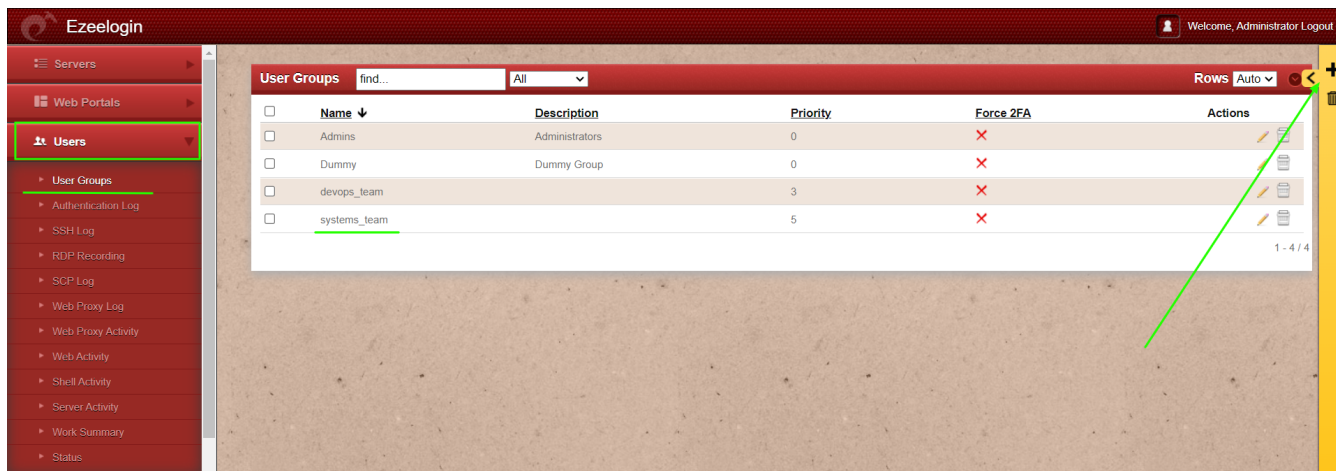 Ezeelogin
Welcome, Administrator Logout
Servers
Web Portals
Users
User Groups
Authentication Log
SSH Log
RDP Recording
SCP Log
Web Proxy Log
Web Proxy Activity
Web Activity
Shell Activity
Server Activity
Work Summary
Status
User Groups find... All Rows Auto
Name Description Priority Force 2FA Actions
Admins Administrators 0
Dummy Dummy Group 0
devops_team 3
systems_team 5
1 - 4 / 4